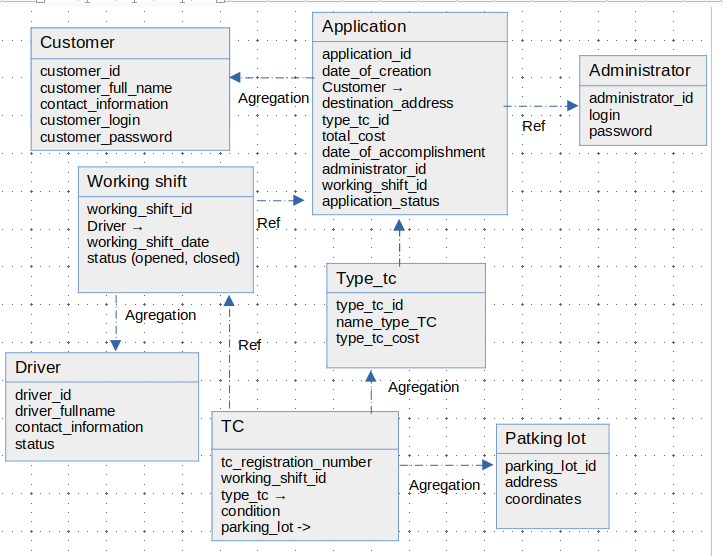 Customer
customer_id
customer_full_name
contact_information
customer_login
customer_password
Agregation
Application
application_id
date_of_creation
Customer →
destination_address
type_tc_id
total_cost
date_of_accomplishment
administrator_id
working_shift_id
application_status
Ref
Administrator
administrator_id
login
password
Working shift
working_shift_id
Driver →
working_shift_date
status (opened, closed)
Ref
Agregation
Type_tc
type_tc_id
name_type_TC
type_tc_cost
Ref
Agregation
Driver
driver_id
driver_fullname
contact_information
status
TC
tc_registration_number
working_shift_id
type_tc →
condition
parking_lot ->
Agregation
Patking lot
parking_lot_id
address
coordinates